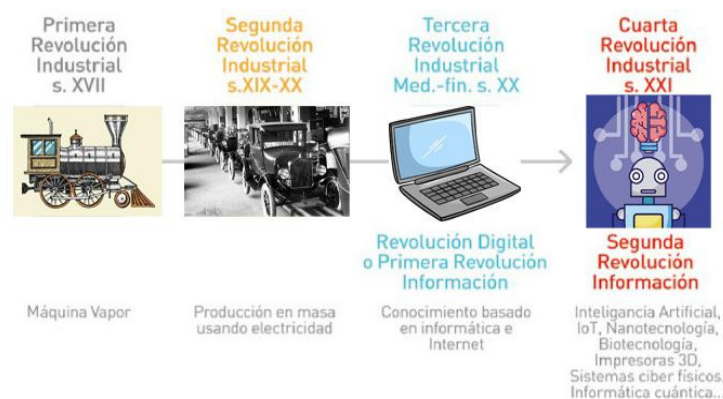 Primera
Revolución
Industrial
s. XVII
Segunda
Revolución
Industrial
s.XIX-XX
Tercera
Revolución
Industrial
Med.-fin. s. XX
Cuarta
Revolución
Industrial
s. XXI
Revolución Digital
o Primera Revolución
Información
Segunda
Revolución
Información
Máquina Vapor
Producción en masa
usando electricidad
Conocimiento basado
en informática e
Internet
Inteligancia Artificial,
IoT, Nanotecnología,
Biotecnología,
Impresoras 3D,
Sistemas ciber físicos,
Informática cuántica...